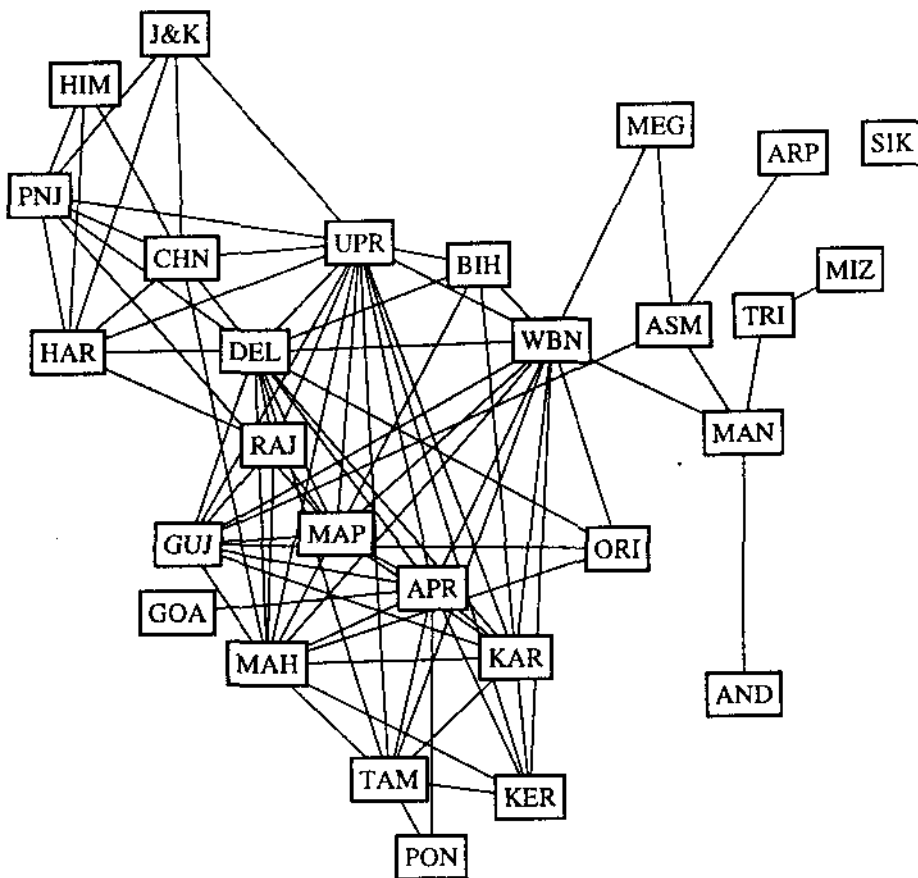 J&K
HIM
MEG
ARP
SIK
PNJ
UPR
CHN
BIH
MIZ
TRI
ASM
WBN
HAR
DEL
RAJ
MAN
MAP
GUJ
ORI
APR
GOA
KAR
MAH
AND
TAM
KER
PON